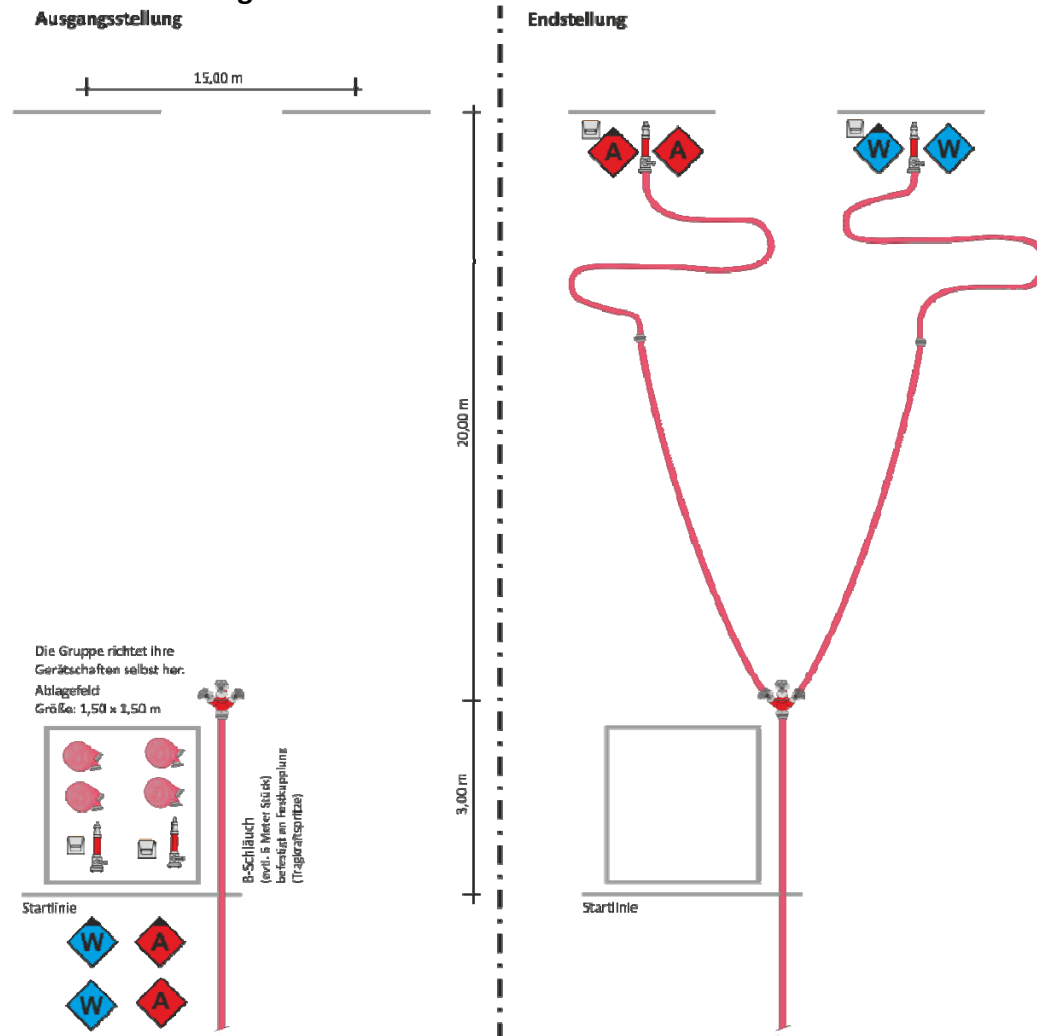 Ausgangsstellung
Endstellung
15,00 m
A
A
W
W
20,00 m
Die Gruppe richtet ihre
Gerätschaften selbst her.
Ablagefeld
Größe: 1,50 x 1,50 m
3,00 m
B-Schlauch
(evtl. 5 Meter Stück)
befestigt an Festkupplung
(Tragkraftspritze)
Startlinie
Startlinie
W
A
W
A